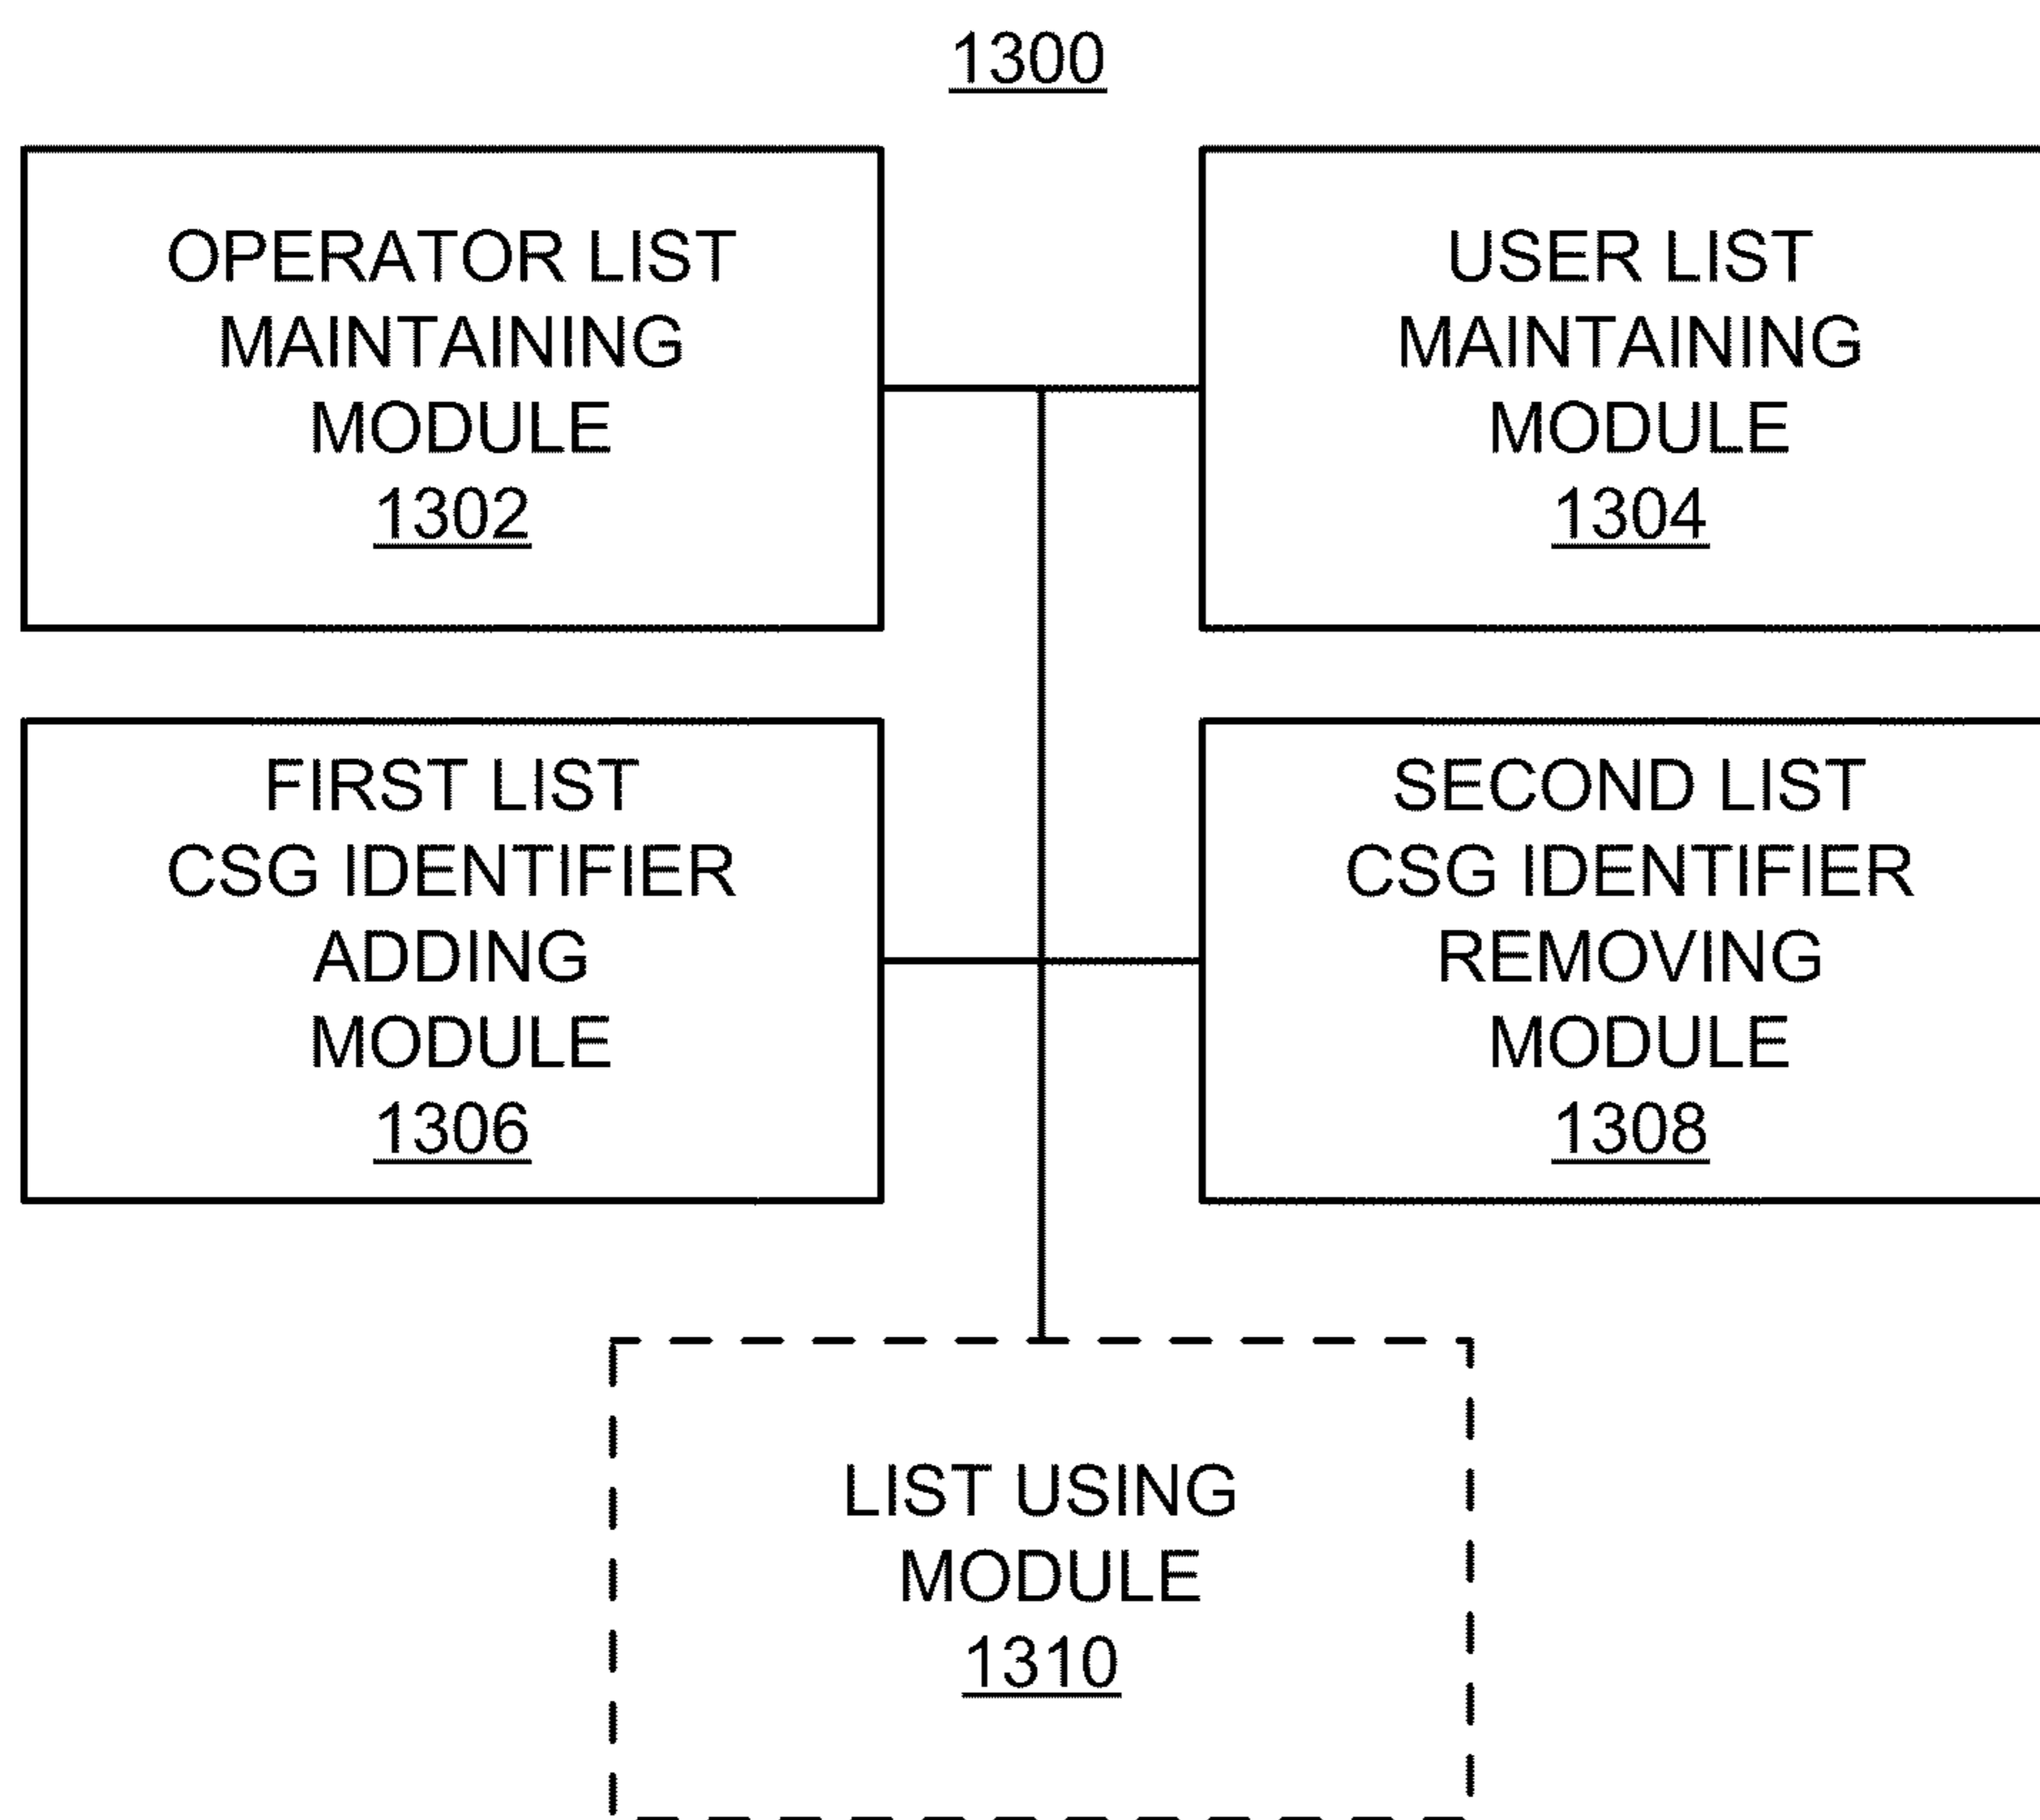 1300
OPERATOR LIST
MAINTAINING
MODULE
1302
USER LIST
MAINTAINING
MODULE
1304
FIRST LIST
CSG IDENTIFIER
ADDING
MODULE
1306
SECOND LIST
CSG IDENTIFIER
REMOVING
MODULE
1308
LIST USING
MODULE
1310